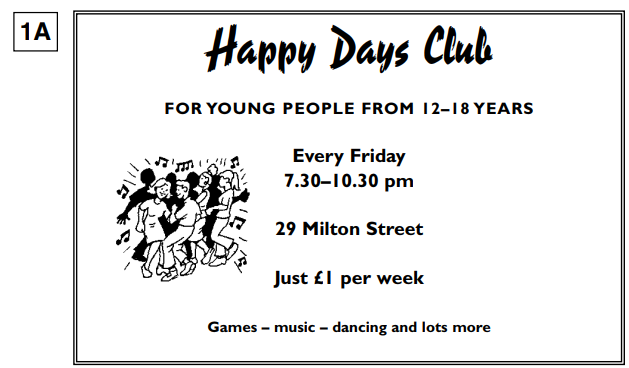 1A
Happy Days Club
FOR YOUNG PEOPLE FROM 12–18 YEARS
Every Friday
7.30–10.30 pm
29 Milton Street
Just £1 per week
Games – music – dancing and lots more